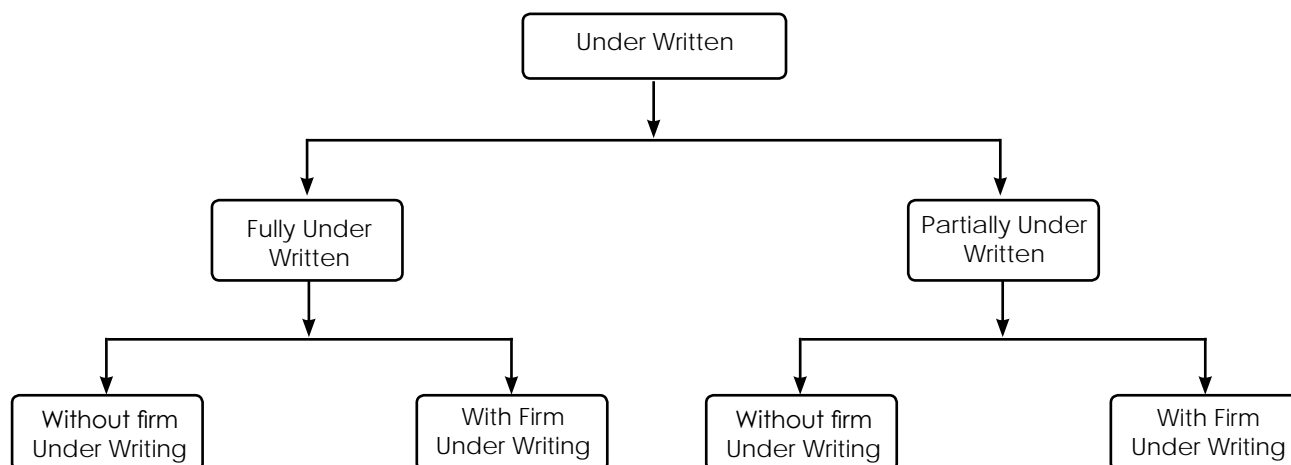 Under Written
Fully Under
Written
Partially Under
Written
Without firm
Under Writing
With Firm
Under Writing
Without firm
Under Writing
With Firm
Under Writing